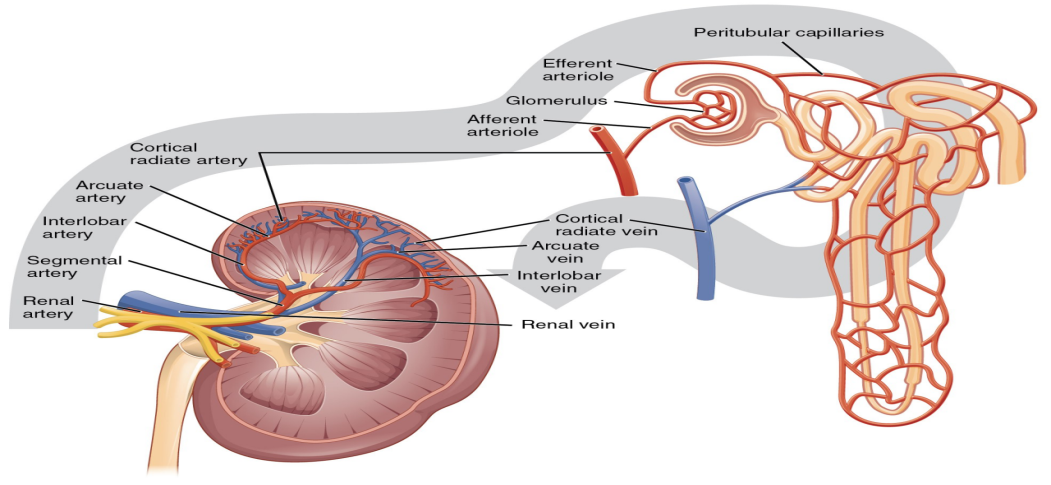 Peritubular capillaries
Efferent
arteriole
Glomerulus
Afferent
arteriole
Cortical
radiate artery
Arcuate
artery
Interlobar
artery
Segmental
artery
Renal
artery
Cortical
radiate vein
Arcuate
vein
Interlobar
vein
Renal vein